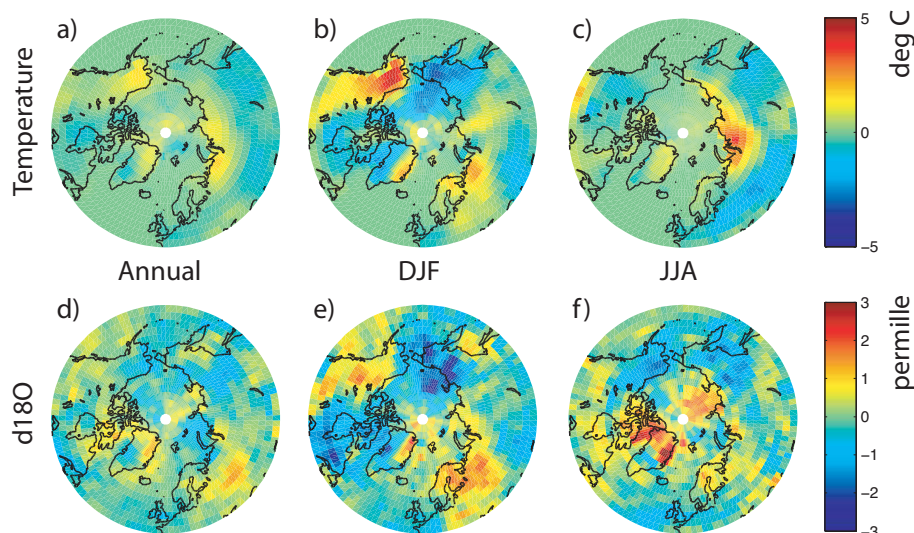 a)
b)
c)
Temperature
5
0
−5
deg C
Annual
DJF
JJA
d)
e)
f)
d18O
3
2
1
0
−1
−2
−3
permille